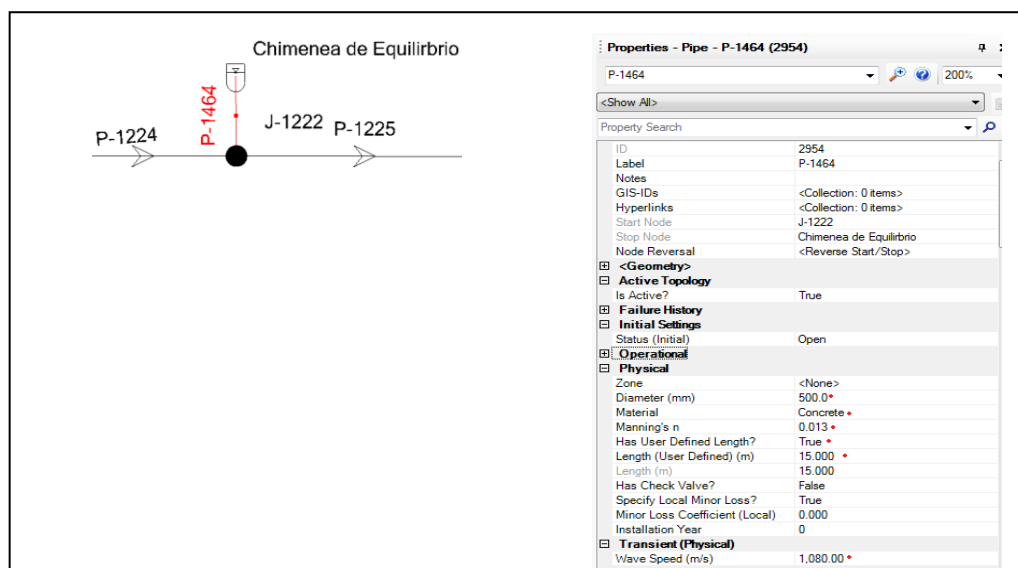 Chimenea de Equilirbrio
P-1464
P-1224
J-1222
P-1225
Properties - Pipe - P-1464 (2954)
P-1464
200%
<Show All>
Property Search
ID 2954
Label P-1464
Notes
GIS-IDs <Collection: 0 items>
Hyperlinks <Collection: 0 items>
Start Node J-1222
Stop Node Chimenea de Equilirbrio
Node Reversal <Reverse Start/Stop>
<Geometry>
Active Topology
Is Active? True
Failure History
Initial Settings
Status (Initial) Open
Operational
Physical
Zone <None>
Diameter (mm) 500.0
Material Concrete
Manning's n 0.013
Has User Defined Length? True
Length (User Defined) (m) 15.000
Length (m) 15.000
Has Check Valve? False
Specify Local Minor Loss? True
Minor Loss Coefficient (Local) 0.000
Installation Year 0
Transient (Physical)
Wave Speed (m/s) 1,080.00